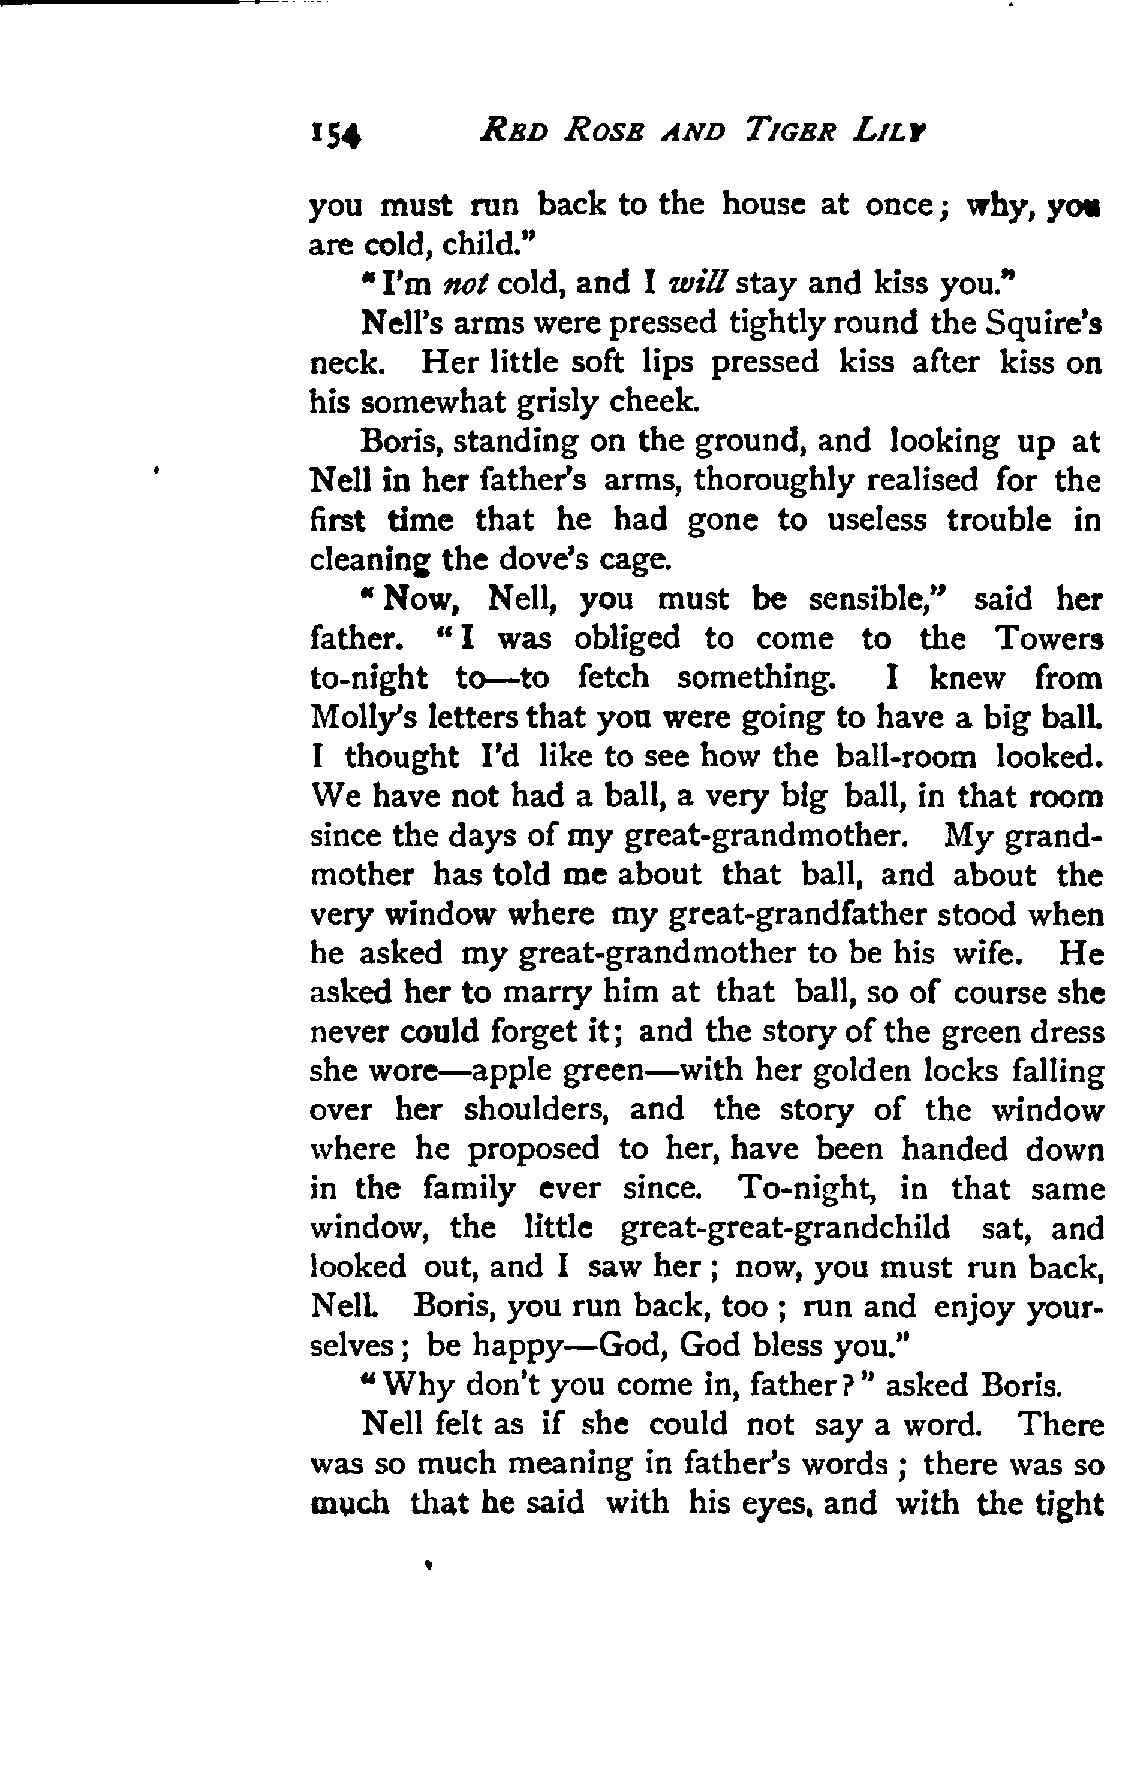 154 RED ROSE AND TIGER LILY
you must run back to the house at once; why, you
are cold, child."
"I'm not cold, and I will stay and kiss you."
Nell's arms were pressed tightly round the Squire's
neck. Her little soft lips pressed kiss after kiss on
his somewhat grisly cheek.
Boris, standing on the ground, and looking up at
Nell in her father's arms, thoroughly realised for the
first time that he had gone to useless trouble in
cleaning the dove's cage.
"Now, Nell, you must be sensible," said her
father. "I was obliged to come to the Towers
to-night to—to fetch something. I knew from
Molly's letters that you were going to have a big ball.
I thought I'd like to see how the ball-room looked.
We have not had a ball, a very big ball, in that room
since the days of my great-grandmother. My grand-
mother has told me about that ball, and about the
very window where my great-grandfather stood when
he asked my great-grandmother to be his wife. He
asked her to marry him at that ball, so of course she
never could forget it; and the story of the green dress
she wore—apple green—with her golden locks falling
over her shoulders, and the story of the window
where he proposed to her, have been handed down
in the family ever since. To-night, in that same
window, the little great-great-grandchild sat, and
looked out, and I saw her; now, you must run back,
Nell. Boris, you run back, too; run and enjoy your-
selves; be happy—God, God bless you."
"Why don't you come in, father?" asked Boris.
Nell felt as if she could not say a word. There
was so much meaning in father's words; there was so
much that he said with his eyes, and with the tight